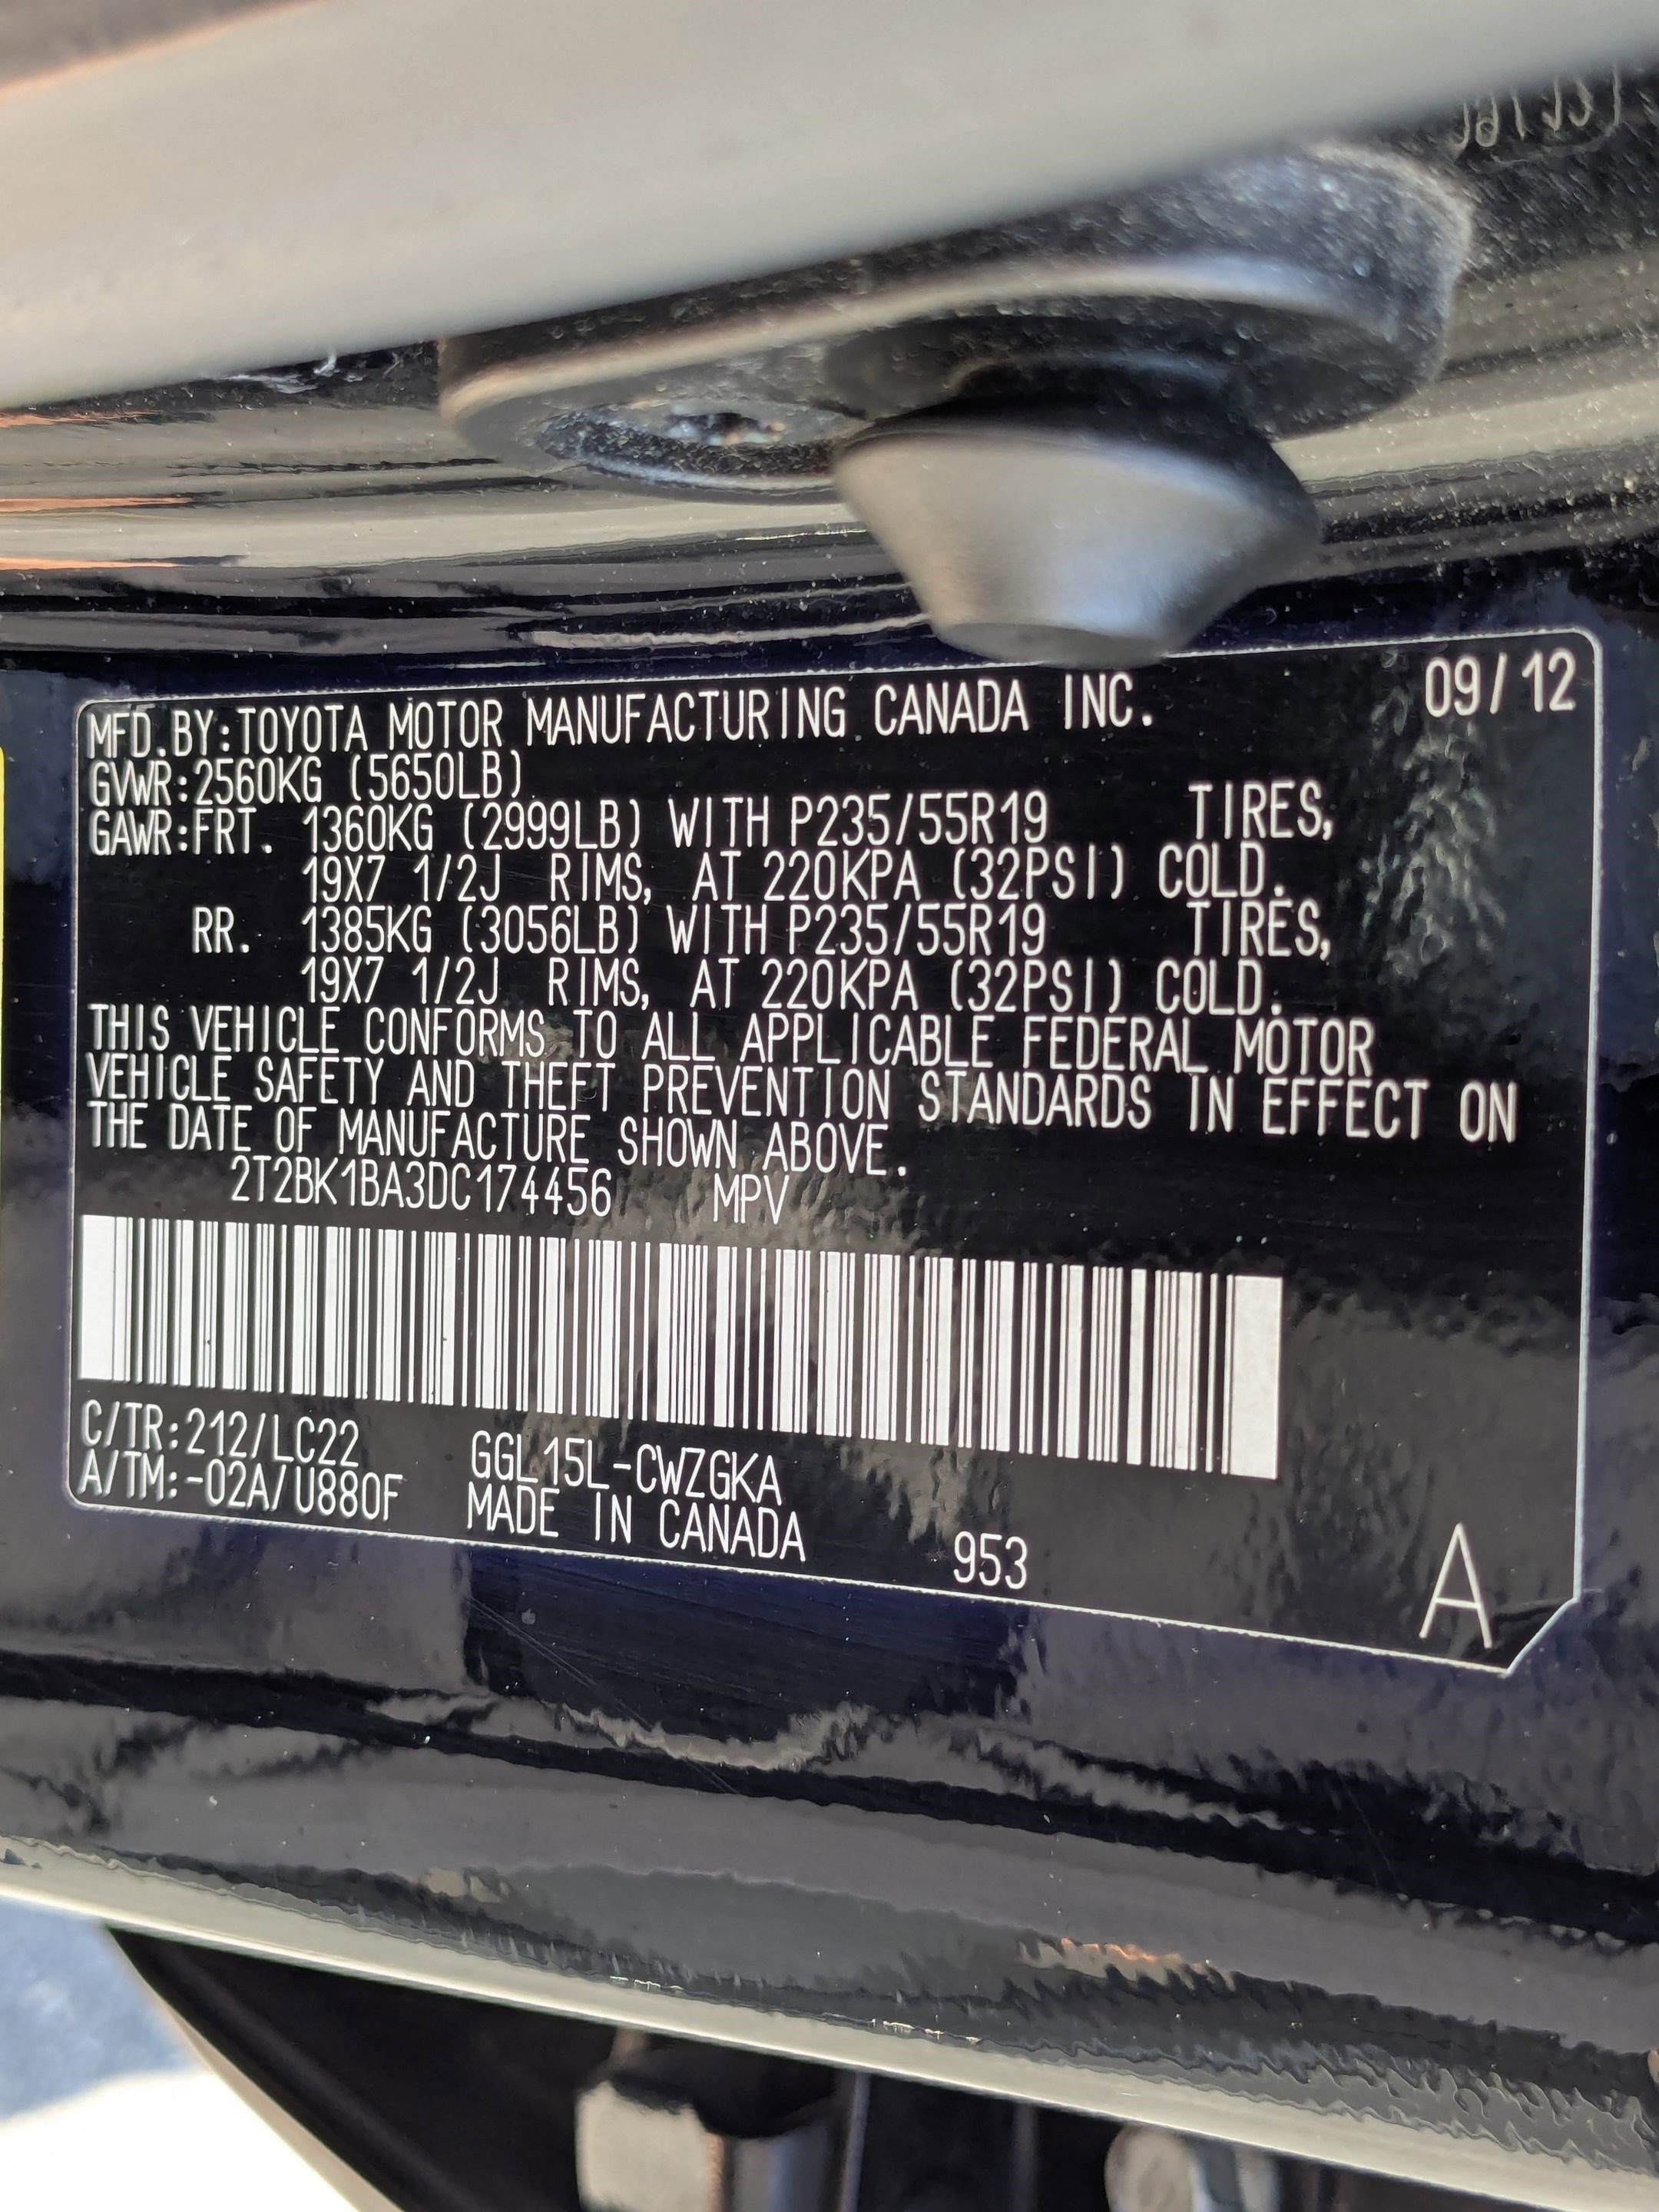 09/12
MFD.BY:TOYOTA MOTOR MANUFACTURING CANADA INC.
GVWR:2560KG (5650LB)
GAWR:FRT. 1360KG (2999LB) WITH P235/55R19 TIRES,
19X7 1/2J RIMS, AT 220KPA (32PSI) COLD.
RR. 1385KG (3056LB) WITH P235/55R19 TIRES,
19X7 1/2J RIMS, AT 220KPA (32PSI) COLD.
THIS VEHICLE CONFORMS TO ALL APPLICABLE FEDERAL MOTOR
VEHICLE SAFETY AND THEFT PREVENTION STANDARDS IN EFFECT ON
THE DATE OF MANUFACTURE SHOWN ABOVE.
2T2BK1BA3DC174456 MPV
C/TR:212/LC22 GGL15L-CWZGKA
A/TM:-02A/U880F MADE IN CANADA 953
A